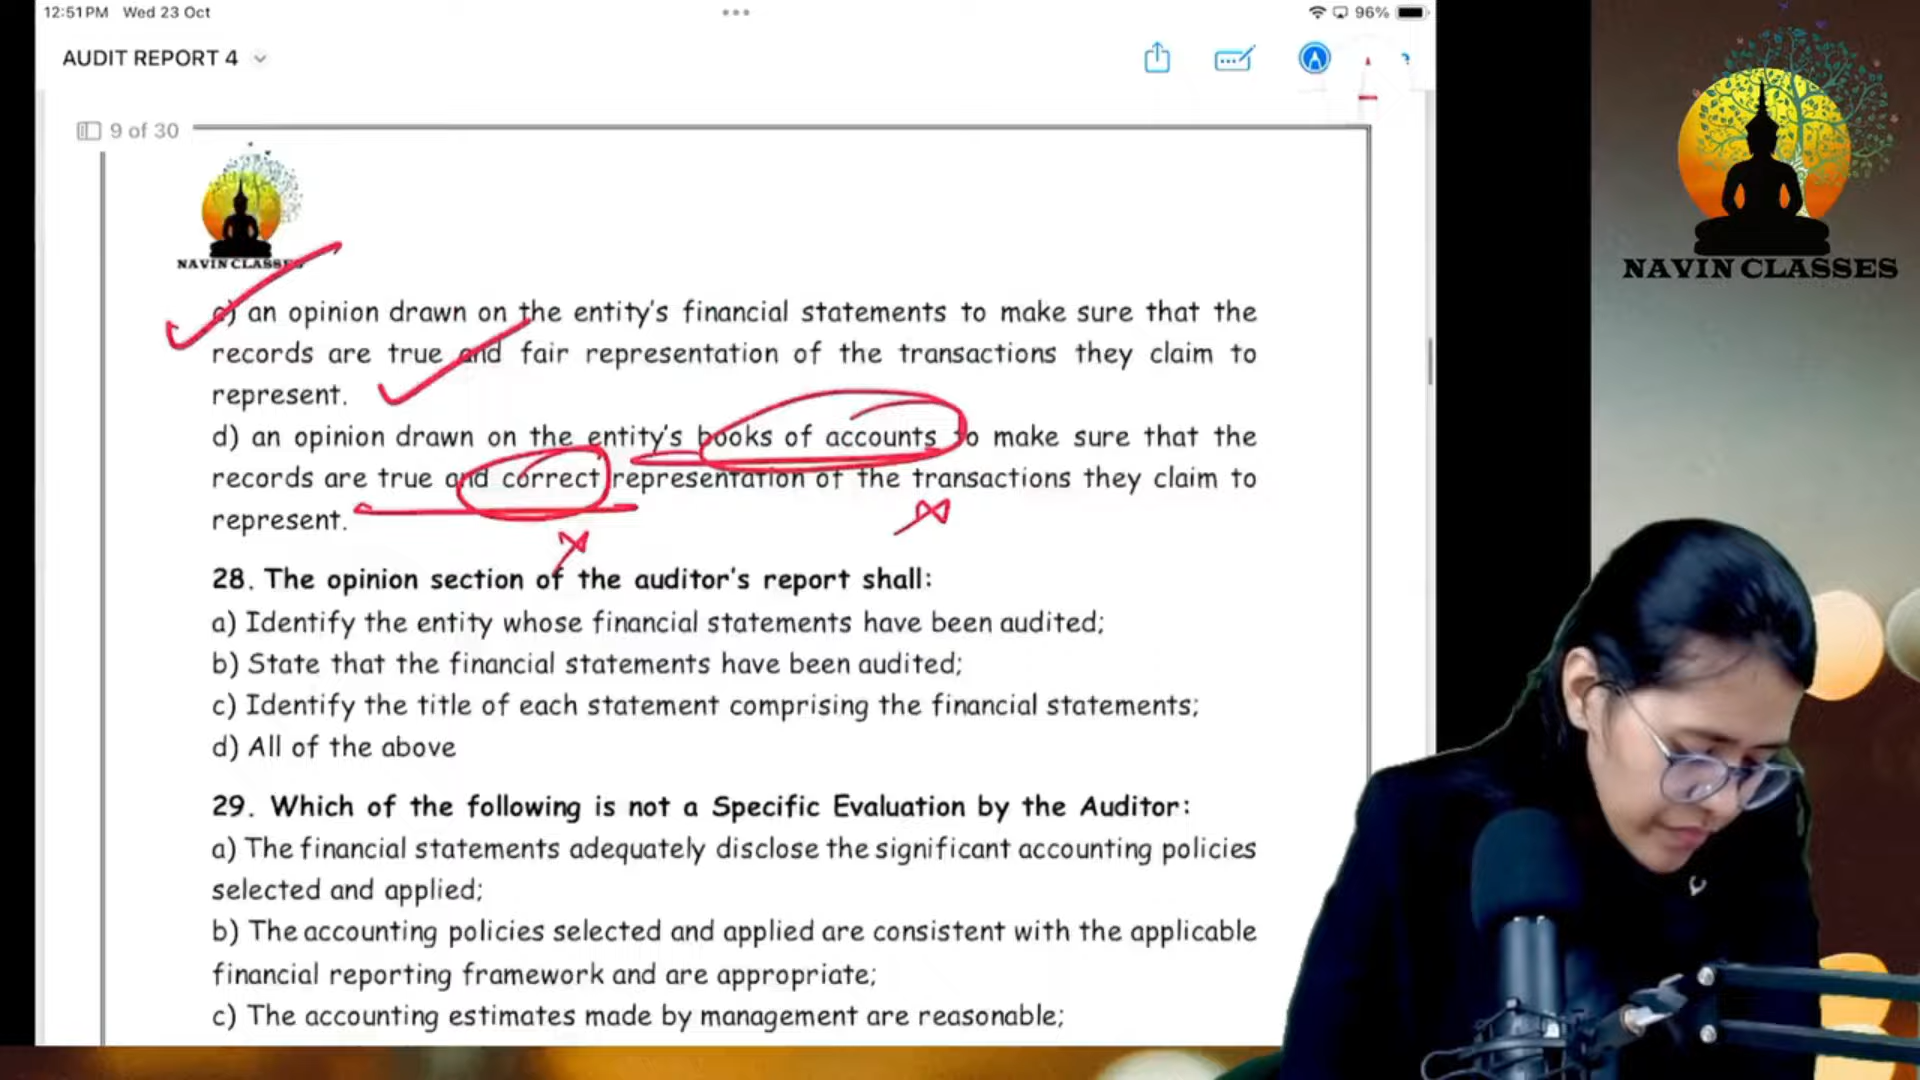 12:51 PM Wed 23 Oct
96%
AUDIT REPORT 4
9 of 30
NAVIN CLASSES
NAVIN CLASSES
c) an opinion drawn on the entity's financial statements to make sure that the
records are true and fair representation of the transactions they claim to
represent.
d) an opinion drawn on the entity's books of accounts to make sure that the
records are true and correct representation of the transactions they claim to
represent.
28. The opinion section of the auditor's report shall:
a) Identify the entity whose financial statements have been audited;
b) State that the financial statements have been audited;
c) Identify the title of each statement comprising the financial statements;
d) All of the above
29. Which of the following is not a Specific Evaluation by the Auditor:
a) The financial statements adequately disclose the significant accounting policies
selected and applied;
b) The accounting policies selected and applied are consistent with the applicable
financial reporting framework and are appropriate;
c) The accounting estimates made by management are reasonable;